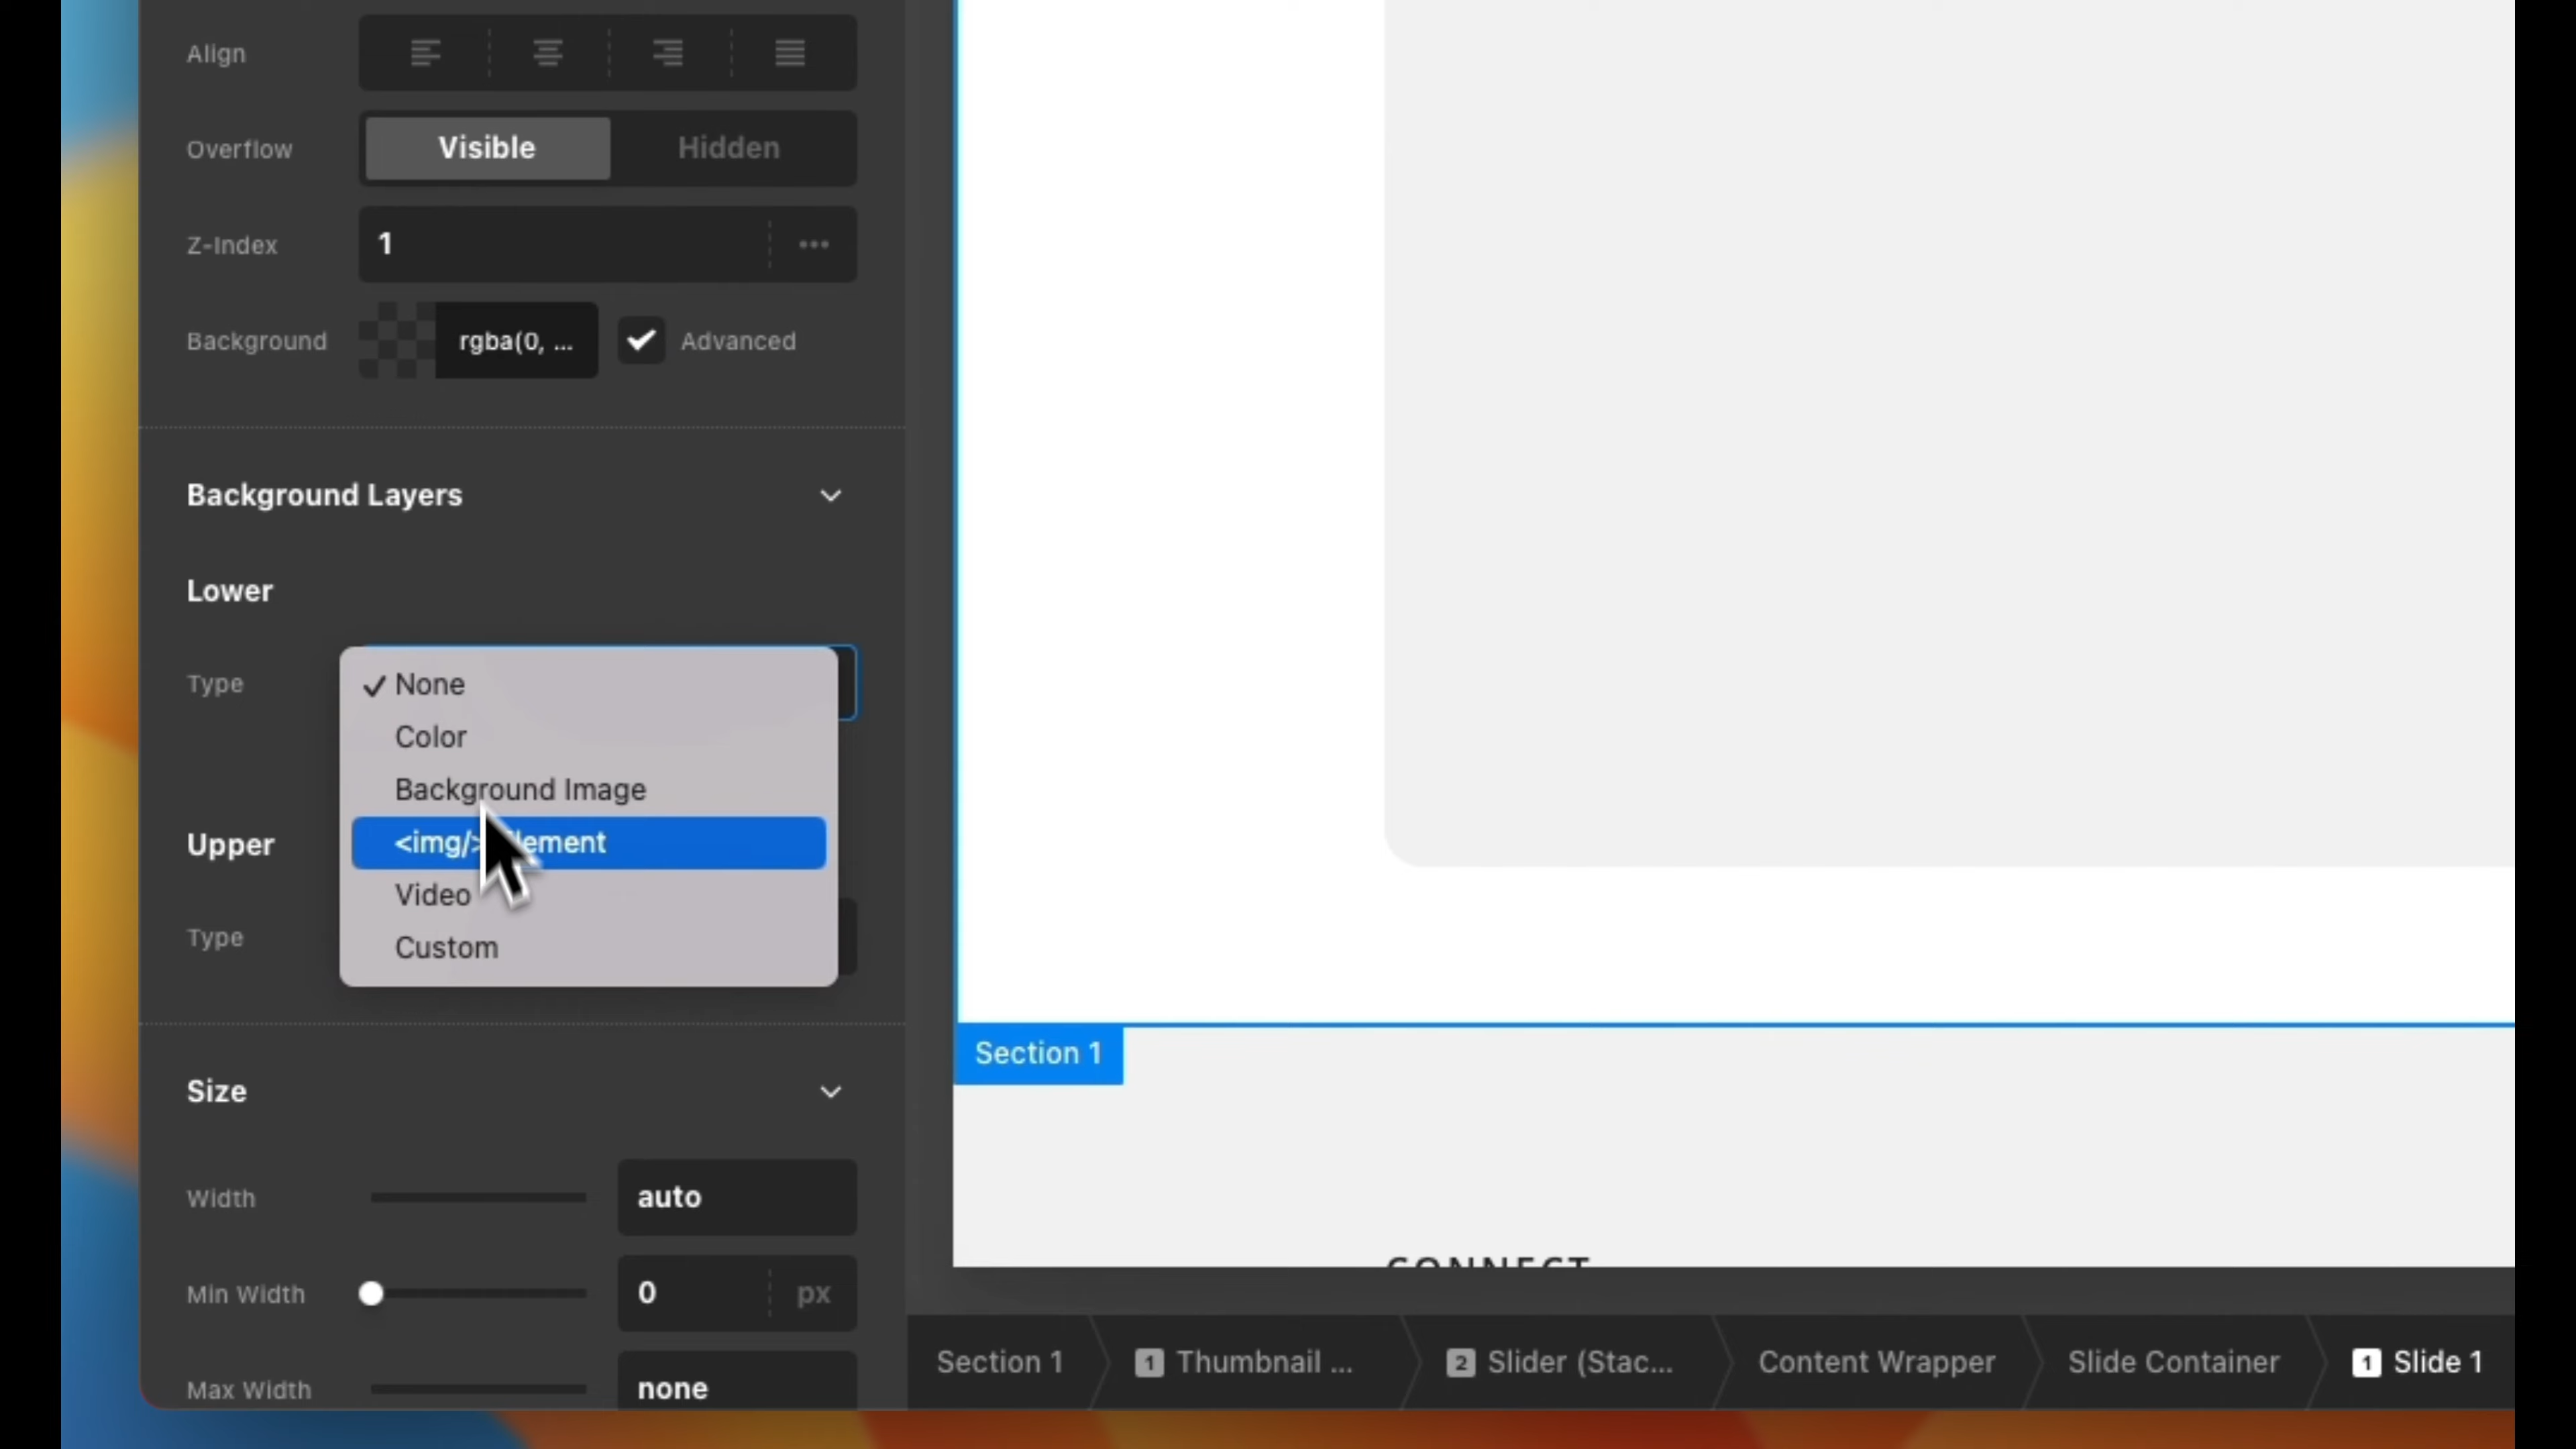 Align
Overflow Visible Hidden
Z-Index 1
Background rgba(0, ... Advanced
Background Layers
Lower
Type
None
Color
Background Image
<img/> Element
Video
Custom
Upper
Type
Size
Width auto
Min Width 0 px
Max Width none
Section 1
CONNECT
Section 1 1 Thumbnail ... 2 Slider (Stac... Content Wrapper Slide Container 1 Slide 1